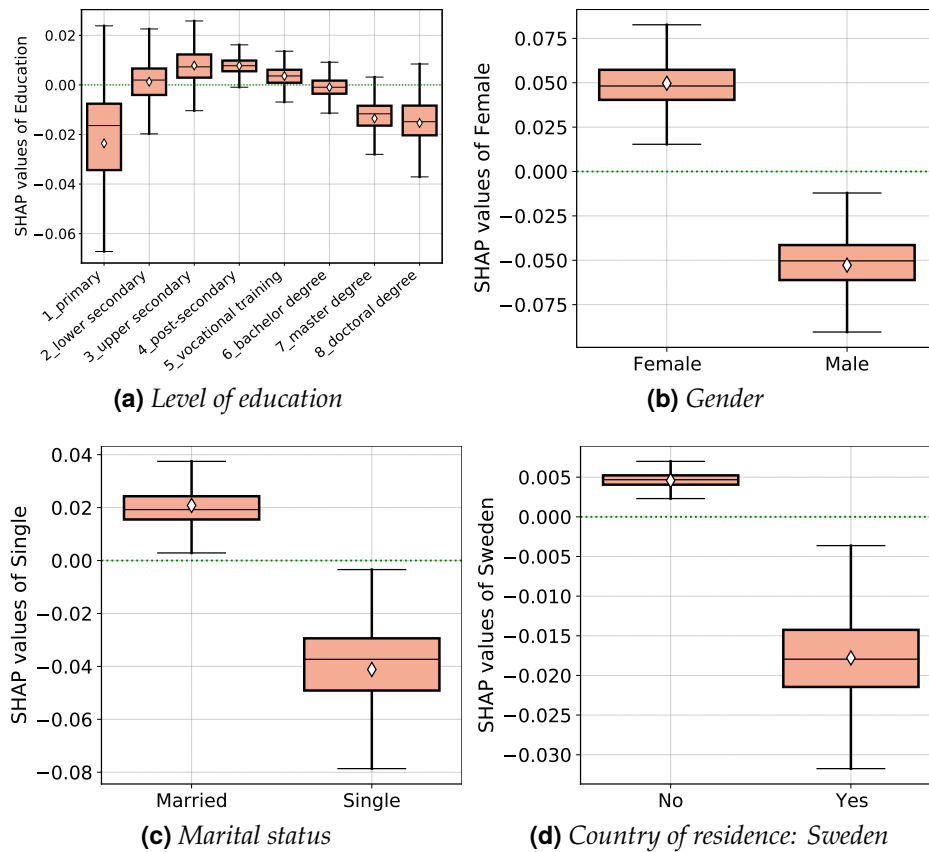 SHAP values of Education
0.02
0.00
−0.02
−0.04
−0.06
1_primary
2_lower secondary
3_upper secondary
4_post-secondary
5_vocational training
6_bachelor degree
7_master degree
8_doctoral degree
(a) Level of education
SHAP values of Female
0.075
0.050
0.025
0.000
−0.025
−0.050
−0.075
Female
Male
(b) Gender
SHAP values of Single
0.04
0.02
0.00
−0.02
−0.04
−0.06
−0.08
Married
Single
(c) Marital status
SHAP values of Sweden
0.005
0.000
−0.005
−0.010
−0.015
−0.020
−0.025
−0.030
No
Yes
(d) Country of residence: Sweden